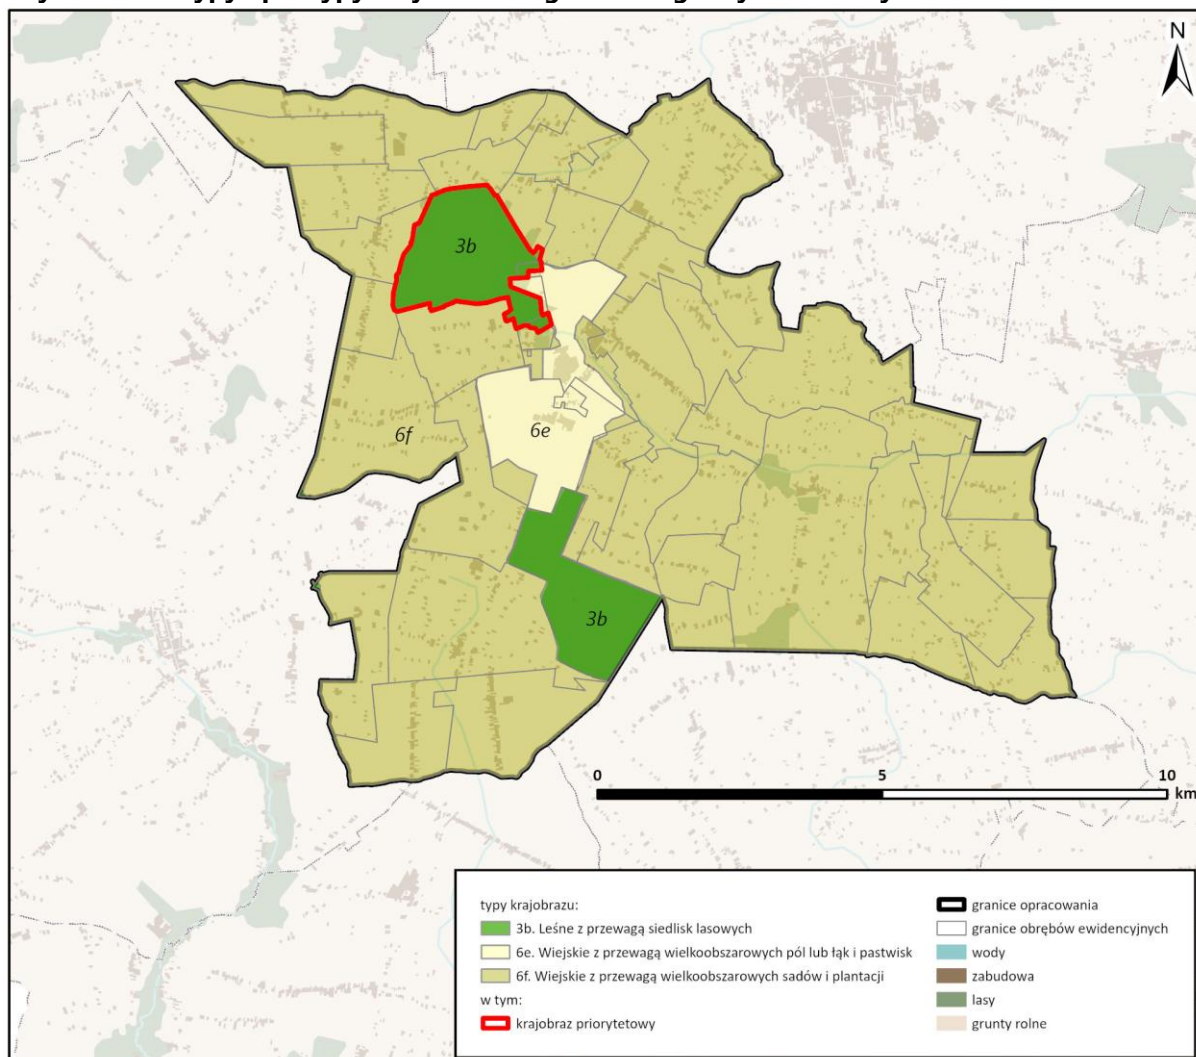 N
3b
6e
6f
3b
0 5 10
km
typy krajobrazu:
3b. Leśne z przewagą siedlisk lasowych
6e. Wiejskie z przewagą wielkoobszarowych pól lub łąk i pastwisk
6f. Wiejskie z przewagą wielkoobszarowych sadów i plantacji
w tym:
krajobraz priorytetowy
granice opracowania
granice obrębów ewidencyjnych
wody
zabudowa
lasy
grunty rolne